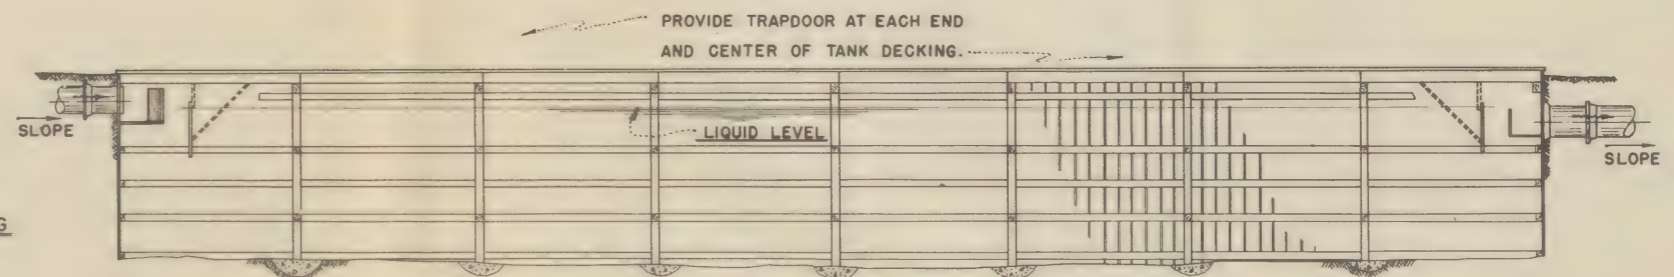 PROVIDE TRAPDOOR AT EACH END
AND CENTER OF TANK DECKING.
SLOPE
LIQUID LEVEL
SLOPE
G